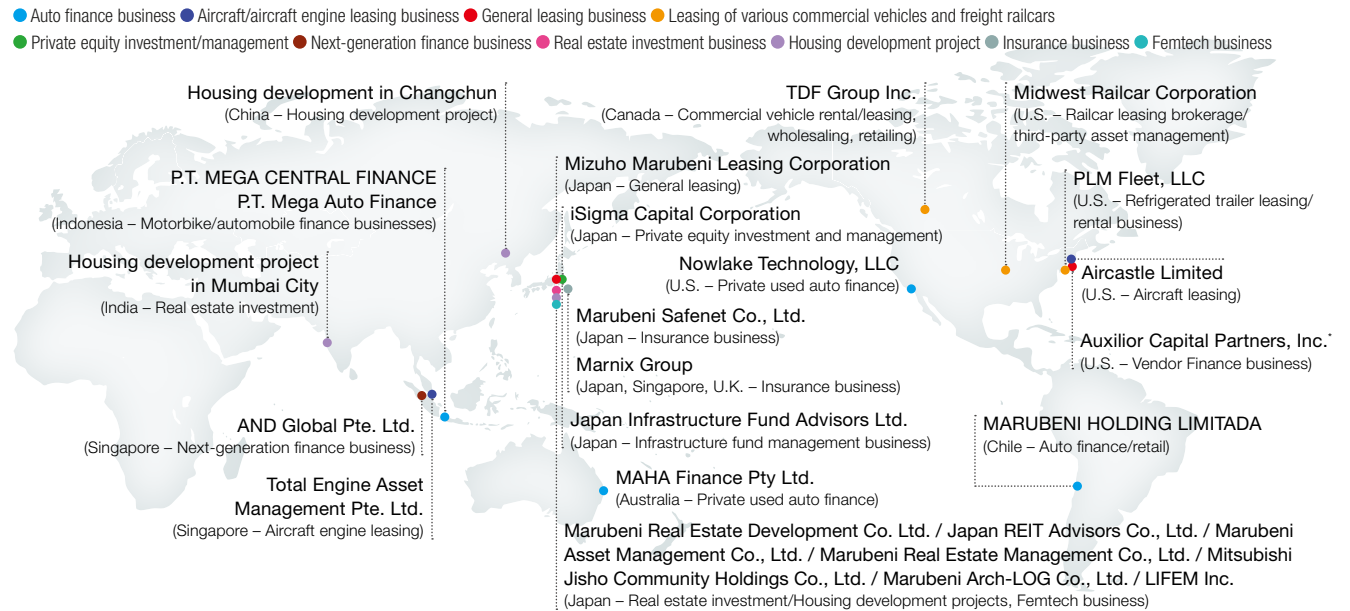 Auto finance business Aircraft/aircraft engine leasing business General leasing business Leasing of various commercial vehicles and freight railcars
Private equity investment/management Next-generation finance business Real estate investment business Housing development project Insurance business Femtech business
Housing development in Changchun
(China – Housing development project)
TDF Group Inc.
(Canada – Commercial vehicle rental/leasing,
wholesaling, retailing)
Midwest Railcar Corporation
(U.S. – Railcar leasing brokerage/
third-party asset management)
P.T. MEGA CENTRAL FINANCE
P.T. Mega Auto Finance
(Indonesia – Motorbike/automobile finance businesses)
Mizuho Marubeni Leasing Corporation
(Japan – General leasing)
PLM Fleet, LLC
(U.S. – Refrigerated trailer leasing/
rental business)
iSigma Capital Corporation
(Japan – Private equity investment and management)
Housing development project
in Mumbai City
(India – Real estate investment)
Nowlake Technology, LLC
(U.S. – Private used auto finance)
Aircastle Limited
(U.S. – Aircraft leasing)
Marubeni Safenet Co., Ltd.
(Japan – Insurance business)
Auxilior Capital Partners, Inc.*
(U.S. – Vendor Finance business)
Marnix Group
(Japan, Singapore, U.K. – Insurance business)
AND Global Pte. Ltd.
(Singapore – Next-generation finance business)
Japan Infrastructure Fund Advisors Ltd.
(Japan – Infrastructure fund management business)
MARUBENI HOLDING LIMITADA
(Chile – Auto finance/retail)
Total Engine Asset
Management Pte. Ltd.
(Singapore – Aircraft engine leasing)
MAHA Finance Pty Ltd.
(Australia – Private used auto finance)
Marubeni Real Estate Development Co. Ltd. / Japan REIT Advisors Co., Ltd. / Marubeni
Asset Management Co., Ltd. / Marubeni Real Estate Management Co., Ltd. / Mitsubishi
Jisho Community Holdings Co., Ltd. / Marubeni Arch-LOG Co., Ltd. / LIFEM Inc.
(Japan – Real estate investment/Housing development projects, Femtech business)